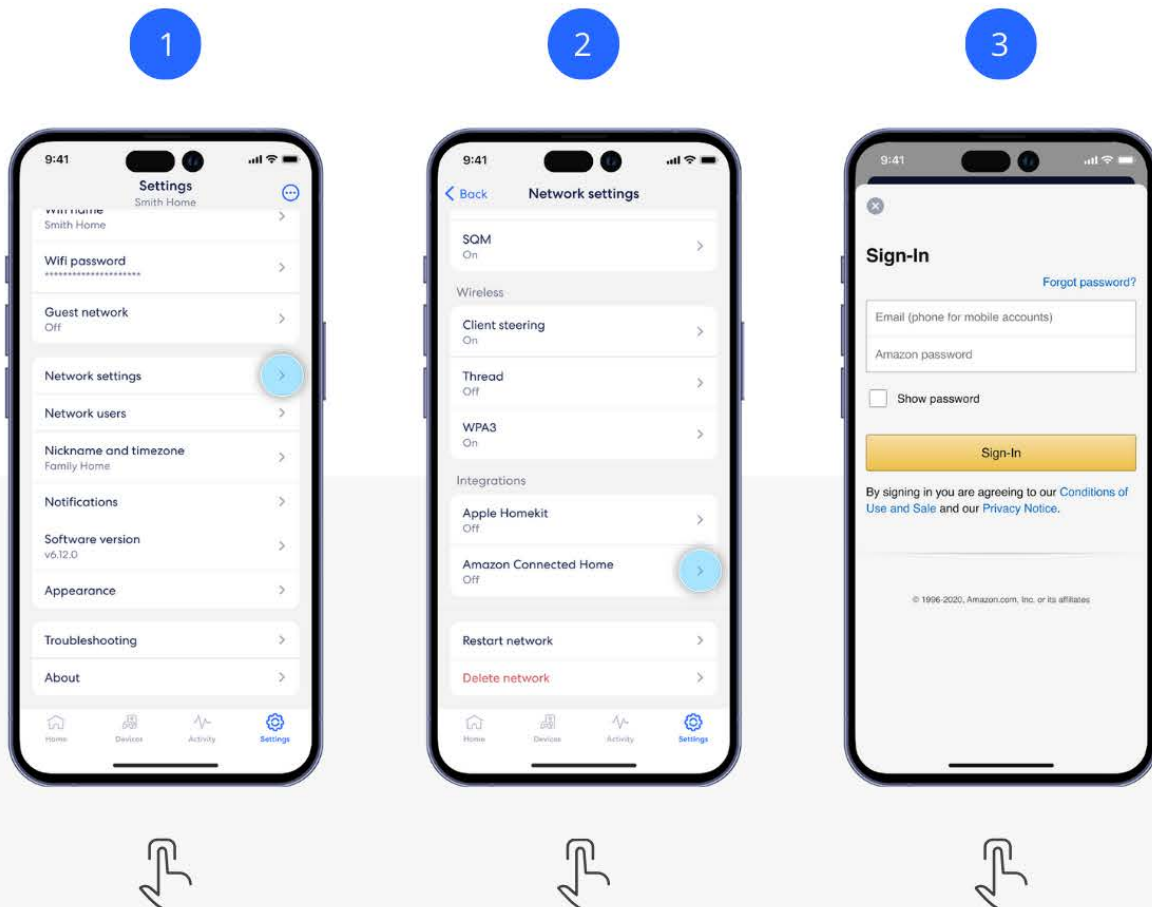 1
2
3
9:41
Settings
Smith Home
Wifi name
Smith Home
Wifi password
*********************
Guest network
Off
Network settings
Network users
Nickname and timezone
Family Home
Notifications
Software version
v6.12.0
Appearance
Troubleshooting
About
Home Devices Activity Settings
9:41
Back Network settings
SQM
On
Wireless
Client steering
On
Thread
Off
WPA3
On
Integrations
Apple Homekit
Off
Amazon Connected Home
Off
Restart network
Delete network
Home Devices Activity Settings
9:41
Sign-In
Forgot password?
Email (phone for mobile accounts)
Amazon password
Show password
Sign-In
By signing in you are agreeing to our Conditions of
Use and Sale and our Privacy Notice.
© 1996-2020, Amazon.com, Inc. or its affiliates